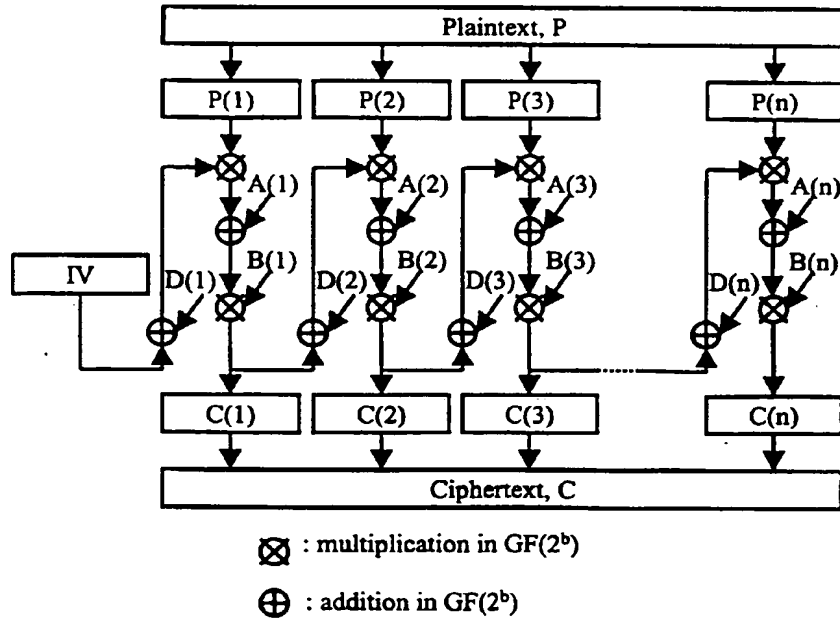 Plaintext, P
P(1) P(2) P(3) P(n)
A(1) A(2) A(3) A(n)
IV D(1) B(1) D(2) B(2) D(3) B(3) D(n) B(n)
C(1) C(2) C(3) C(n)
Ciphertext, C
: multiplication in GF(2ᵇ)
: addition in GF(2ᵇ)